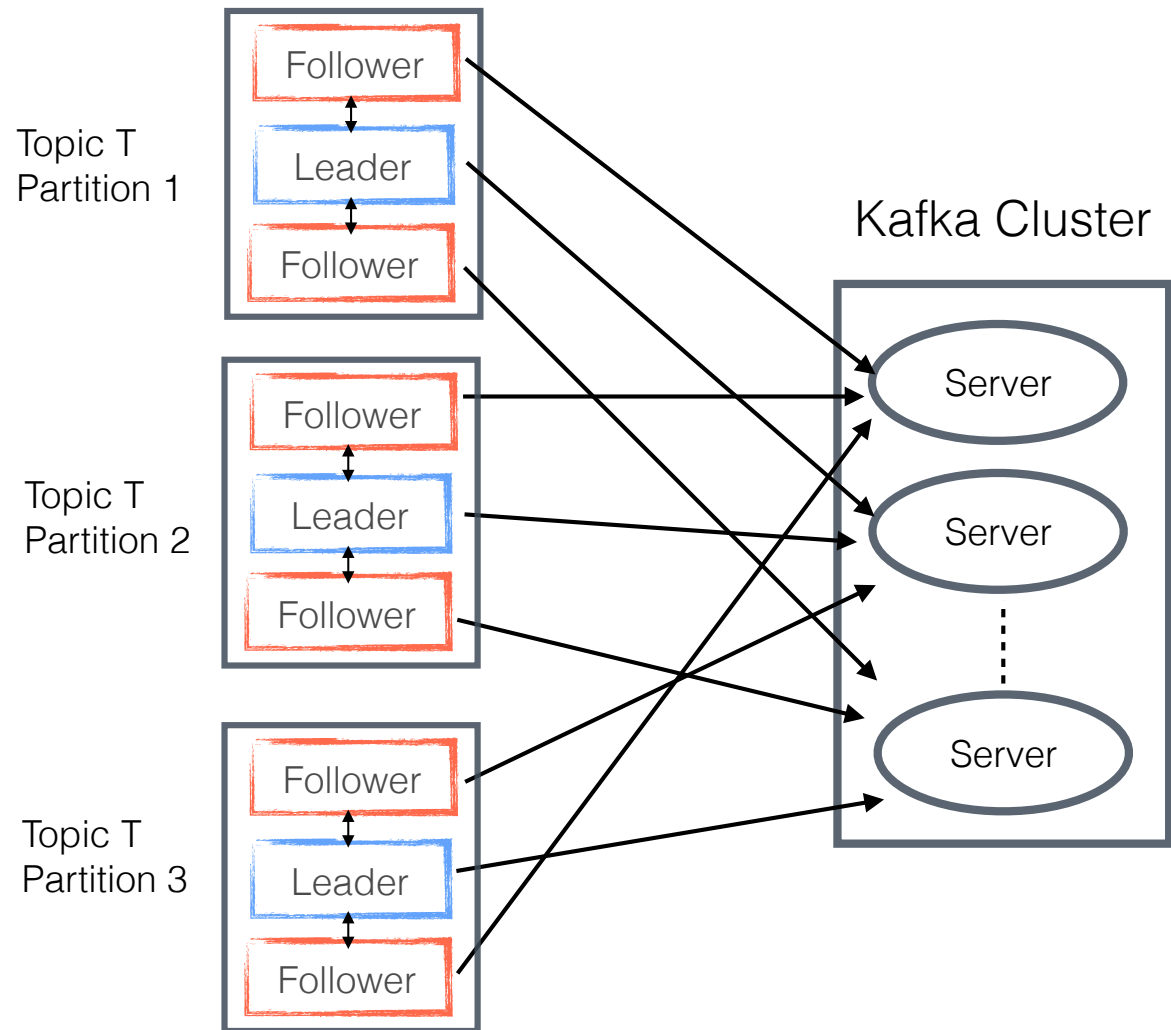 Topic T
Partition 1
Follower
Leader
Follower
Topic T
Partition 2
Follower
Leader
Follower
Topic T
Partition 3
Follower
Leader
Follower
Kafka Cluster
Server
Server
Server